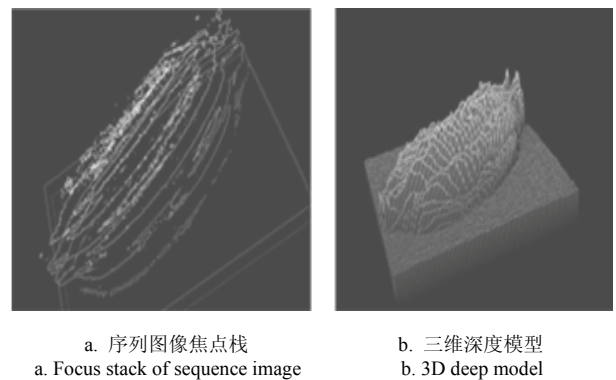 a. 序列图像焦点栈
a. Focus stack of sequence image
b. 三维深度模型
b. 3D deep model